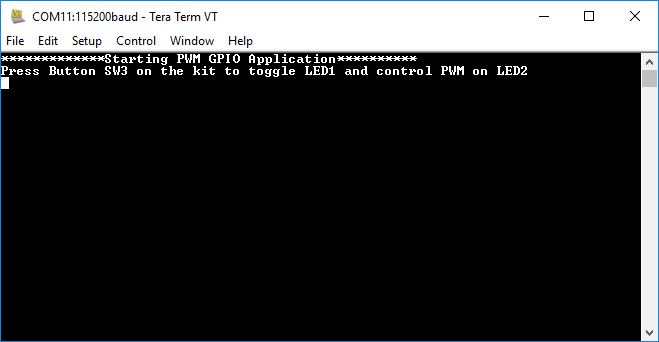 COM11:115200baud - Tera Term VT
File Edit Setup Control Window Help
*************Starting PWM GPIO Application**********
Press Button SW3 on the kit to toggle LED1 and control PWM on LED2